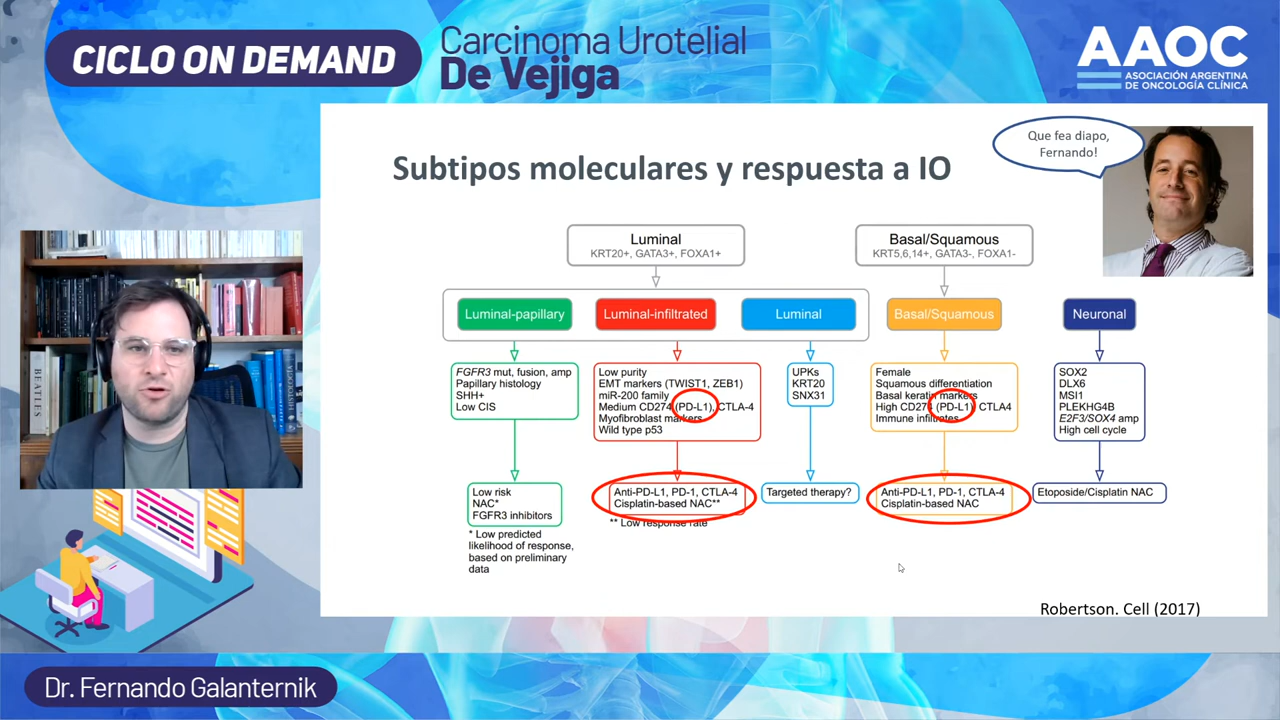 CICLO ON DEMAND
Carcinoma Urotelial
De Vejiga
AAOC
ASOCIACIÓN ARGENTINA
DE ONCOLOGÍA CLÍNICA
Que fea diapo,
Fernando!
Subtipos moleculares y respuesta a IO
Luminal
KRT20+, GATA3+, FOXA1+
Basal/Squamous
KRT5,6,14+, GATA3-, FOXA1-
Luminal-papillary
Luminal-infiltrated
Luminal
Basal/Squamous
Neuronal
FGFR3 mut, fusion, amp
Papillary histology
SHH+
Low CIS
Low purity
EMT markers (TWIST1, ZEB1)
miR-200 family
Medium CD274 (PD-L1), CTLA-4
Myofibroblast markers
Wild type p53
UPKs
KRT20
SNX31
Female
Squamous differentiation
Basal keratin markers
High CD274 (PD-L1) CTLA4
Immune infiltrates
SOX2
DLX6
MSI1
PLEKHG4B
E2F3/SOX4 amp
High cell cycle
Low risk
NAC*
FGFR3 inhibitors
* Low predicted
likelihood of response,
based on preliminary
data
Anti-PD-L1, PD-1, CTLA-4
Cisplatin-based NAC**
** Low response rate
Targeted therapy?
Anti-PD-L1, PD-1, CTLA-4
Cisplatin-based NAC
Etoposide/Cisplatin NAC
Robertson. Cell (2017)
BEATLES
HISTOLOGIA
Dr. Fernando Galanternik